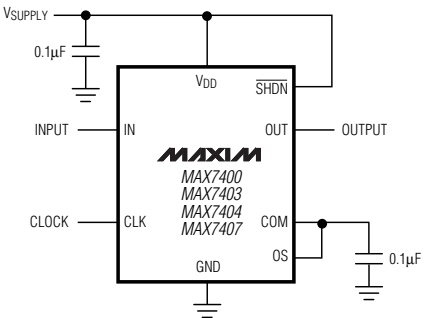 VSUPPLY
0.1µF
VDD
SHDN
INPUT
IN
OUT
OUTPUT
MAXIM
MAX7400
MAX7403
MAX7404
MAX7407
CLOCK
CLK
COM
OS
0.1µF
GND